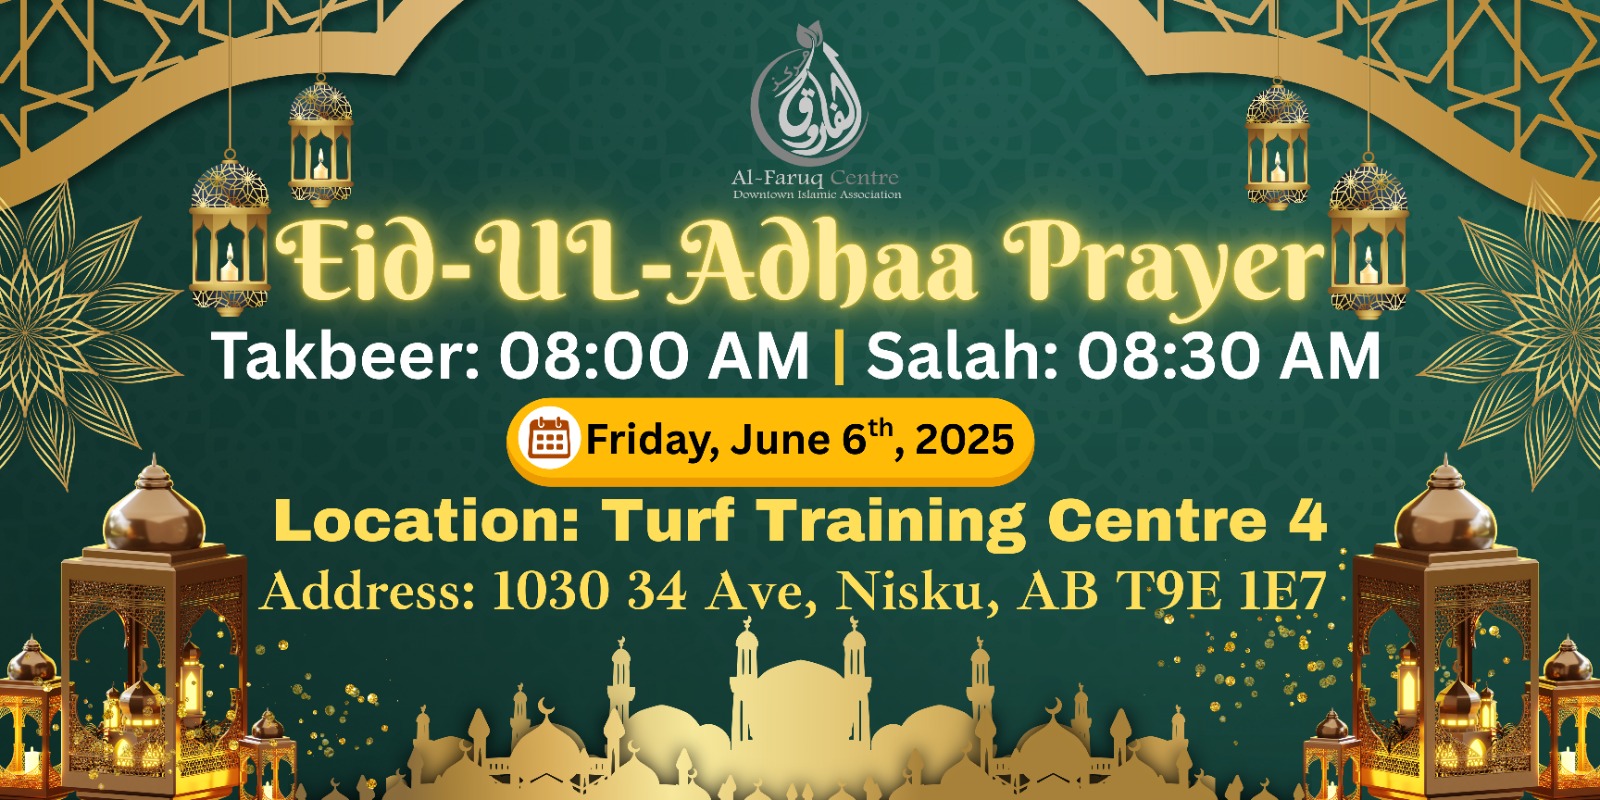 مركز
الفاروق
Al-Faruq Centre
Downtown Islamic Association
Eid-UL-Adhaa Prayer
Takbeer: 08:00 AM | Salah: 08:30 AM
Friday, June 6th, 2025
Location: Turf Training Centre 4
Address: 1030 34 Ave, Nisku, AB T9E 1E7